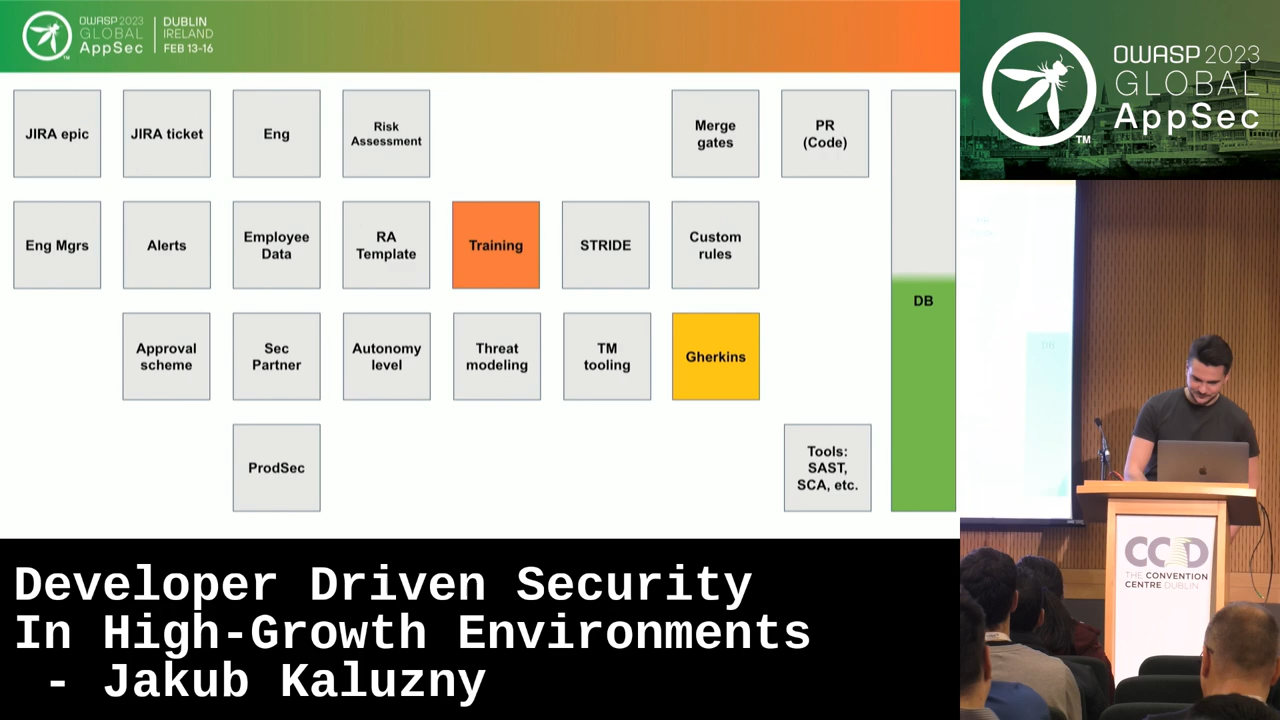 OWASP 2023
GLOBAL
AppSec
TM
DUBLIN
IRELAND
FEB 13-16
JIRA epic
JIRA ticket
Eng
Risk
Assessment
Merge
gates
PR
(Code)
Eng Mgrs
Alerts
Employee
Data
RA
Template
Training
STRIDE
Custom
rules
DB
Approval
scheme
Sec
Partner
Autonomy
level
Threat
modeling
TM
tooling
Gherkins
ProdSec
Tools:
SAST,
SCA, etc.
Developer Driven Security
In High-Growth Environments
- Jakub Kaluzny
OWASP 2023
GLOBAL
AppSec
TM
DB
CCD
THE CONVENTION
CENTRE DUBLIN